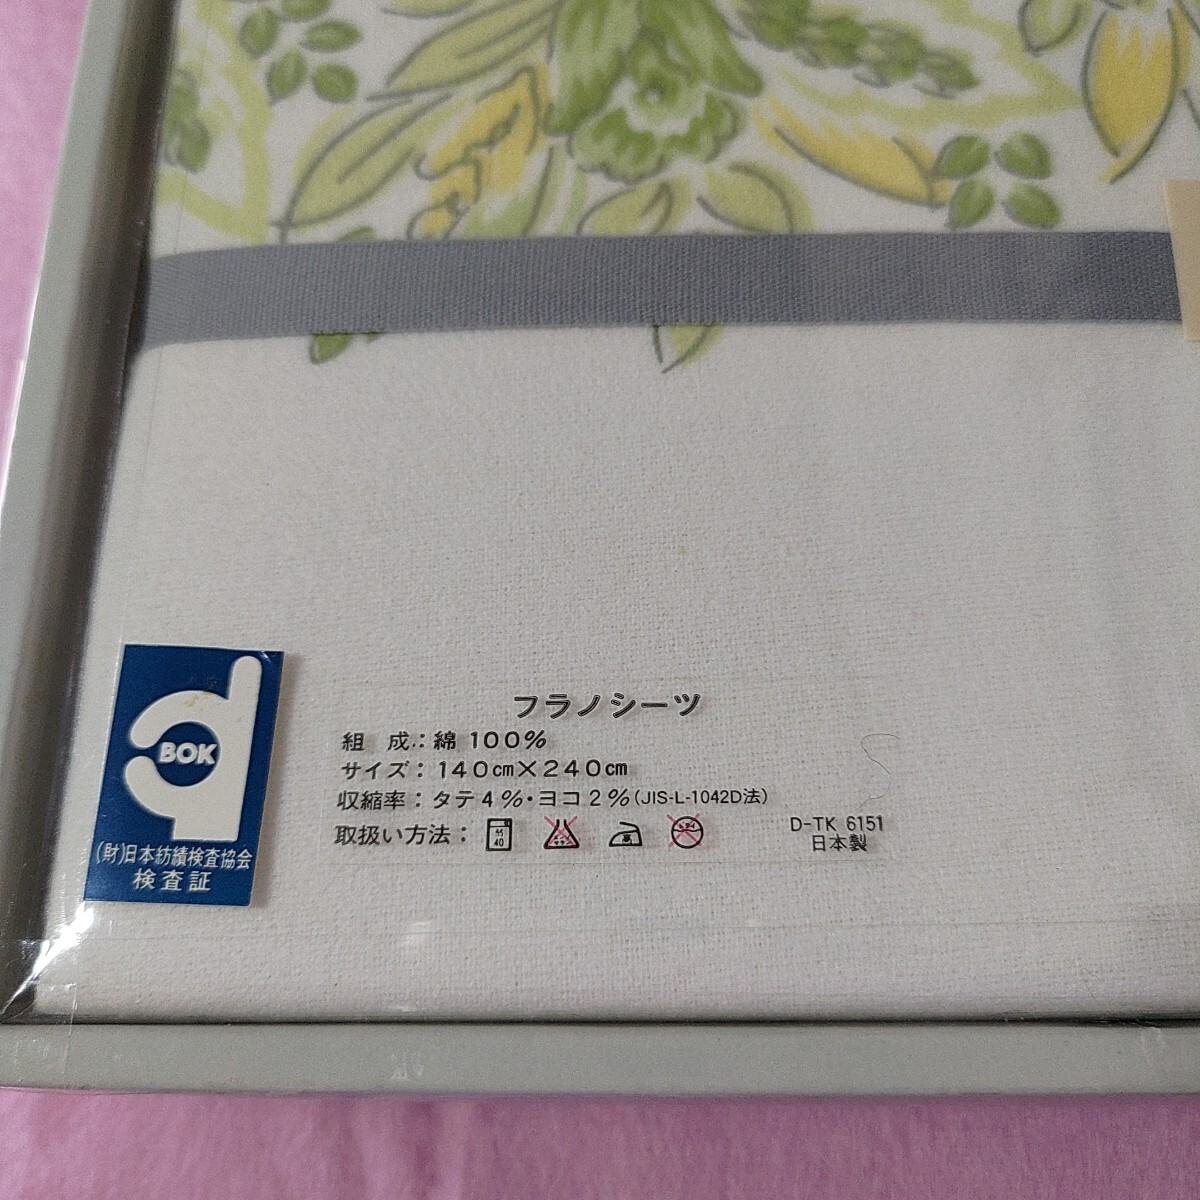 フラノシーツ
組 成:綿 100%
サイズ:140cm×240cm
収縮率:タテ4%・ヨコ2%(JIS-L-1042D法)
取扱い方法:
40
D-TK 6151
日本製
BOK
(財)日本紡績検査協会
検査証